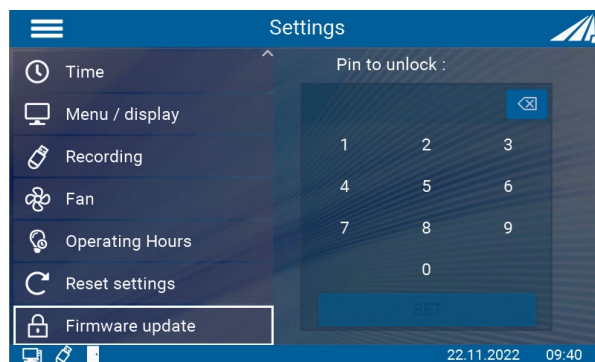 Settings
Time
Menu / display
Recording
Fan
Operating Hours
Reset settings
Firmware update
Pin to unlock :
1 2 3
4 5 6
7 8 9
0
SET
22.11.2022 09:40